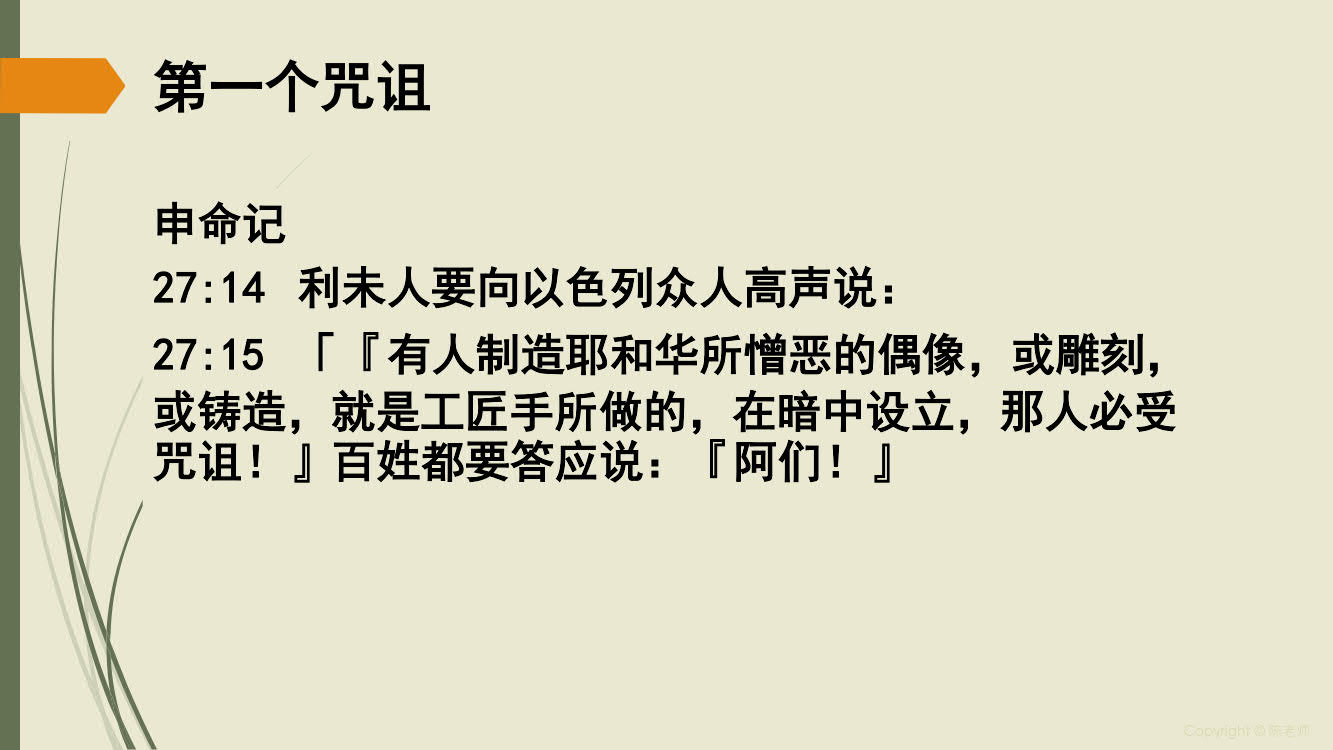 第一个咒诅
申命记
27:14 利未人要向以色列众人高声说：
27:15 「『有人制造耶和华所憎恶的偶像，或雕刻，
或铸造，就是工匠手所做的，在暗中设立，那人必受
咒诅！』百姓都要答应说：『阿们！』
Copyright @ 陈老师